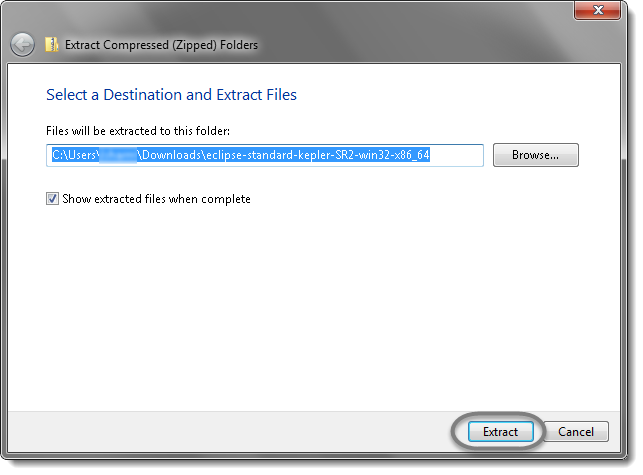 Extract Compressed (Zipped) Folders
Select a Destination and Extract Files
Files will be extracted to this folder:
C:\Users\ \Downloads\eclipse-standard-kepler-SR2-win32-x86_64
Browse...
Show extracted files when complete
Extract
Cancel